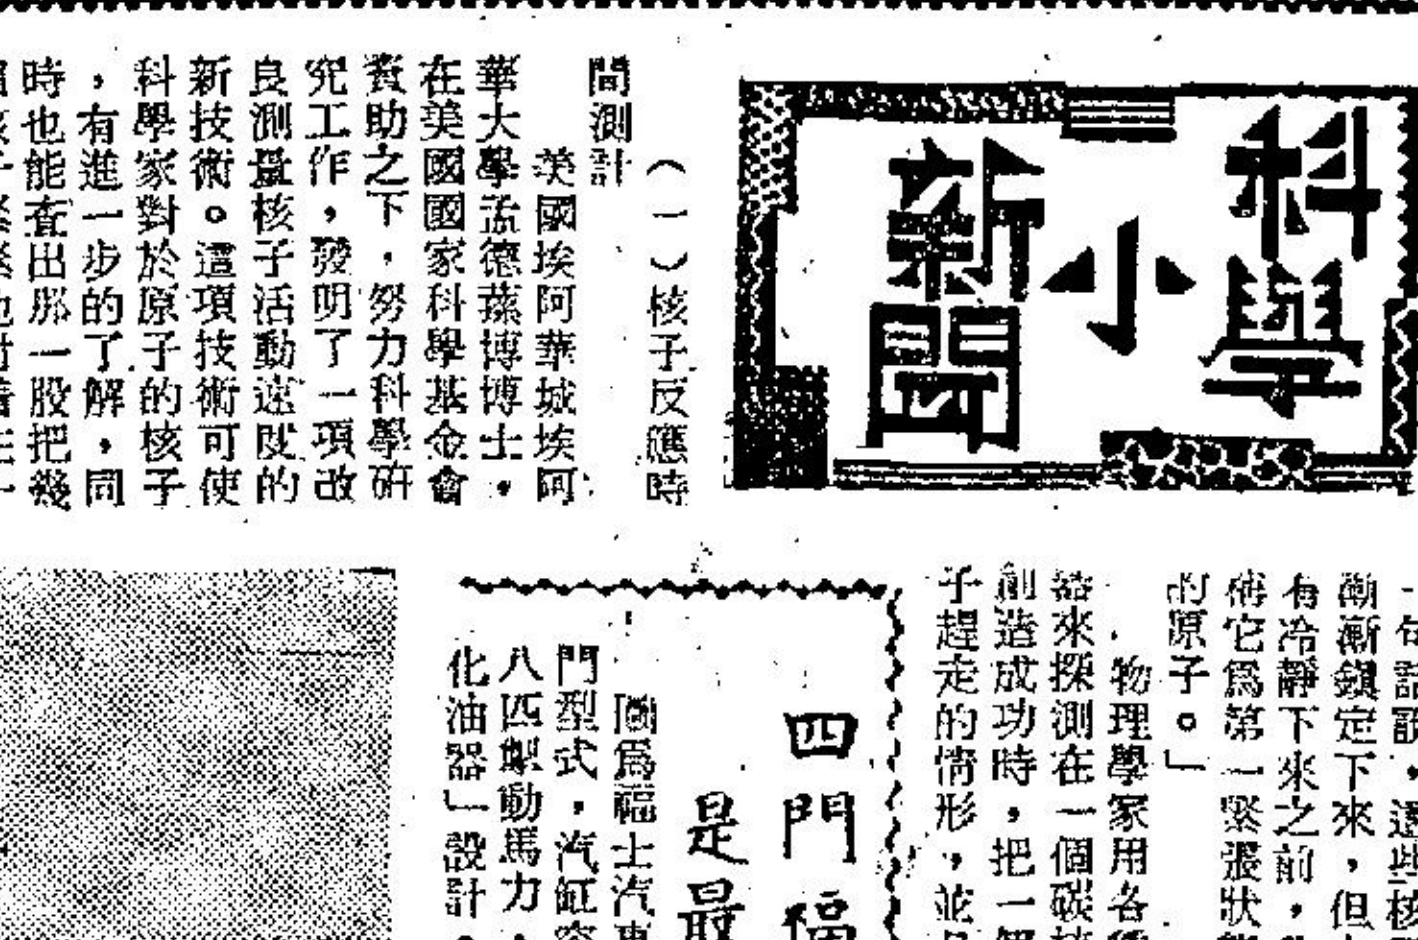 科學
小
新聞
（一）核子反應時
間測計
美國埃阿華城埃阿
華大學孟德蓀博博士，
在美國國家科學基金會
資助之下，努力科學研
究工作，發明了一項改
良測量核子活動速度的
新技術。這項技術可使
科學家對於原子的核子
，有進一步的了解，同
時也能查出那一股把幾
一句話說，這些核
漸漸鎮定下來，但
有冷靜下來之前，
稱它爲第一緊張狀
的原子。」
物理學家用各種
器來探測在一個碳核
創造成功時，把一個
子趕走的情形，並
四門福
是最
圖爲福士汽車
門型式，汽缸容
八匹掣動馬力，
化油器」設計。